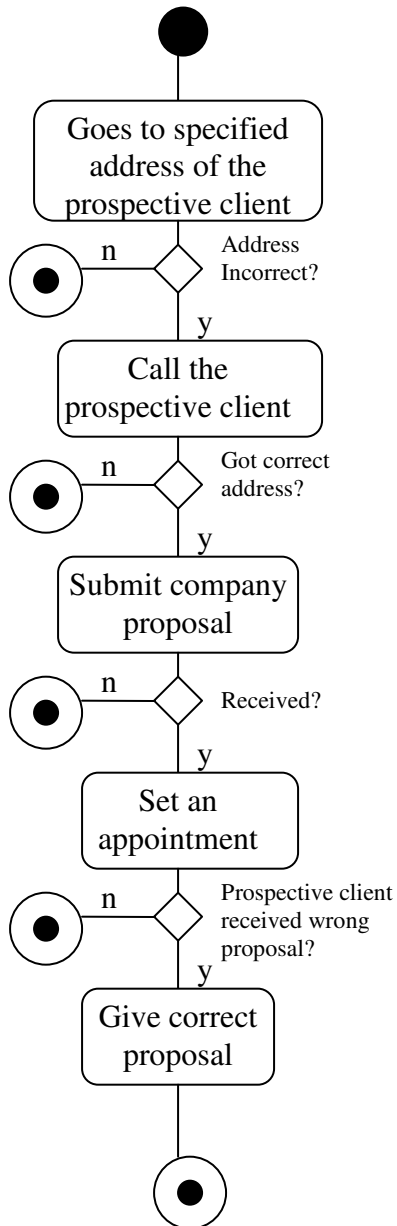 Goes to specified
address of the
prospective client
n
Address
Incorrect?
y
Call the
prospective client
n
Got correct
address?
y
Submit company
proposal
n
Received?
y
Set an
appointment
n
Prospective client
received wrong
proposal?
y
Give correct
proposal